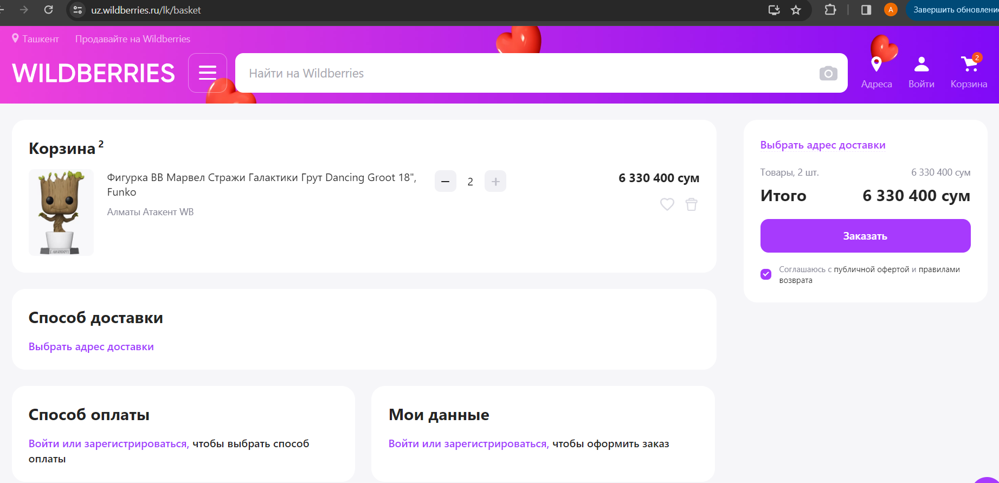 uz.wildberries.ru/lk/basket
А
Завершить обновление
Ташкент
Продавайте на Wildberries
WILDBERRIES
Найти на Wildberries
Адреса
Войти
2
Корзина
Корзина 2
Фигурка BB Марвел Стражи Галактики Грут Dancing Groot 18",
Funko
Алматы Атакент WB
2
6 330 400 сум
Выбрать адрес доставки
Товары, 2 шт.
6 330 400 сум
Итого
6 330 400 сум
Заказать
Соглашаюсь с публичной офертой и правилами
возврата
Способ доставки
Выбрать адрес доставки
Способ оплаты
Войти или зарегистрироваться, чтобы выбрать способ
оплаты
Мои данные
Войти или зарегистрироваться, чтобы оформить заказ